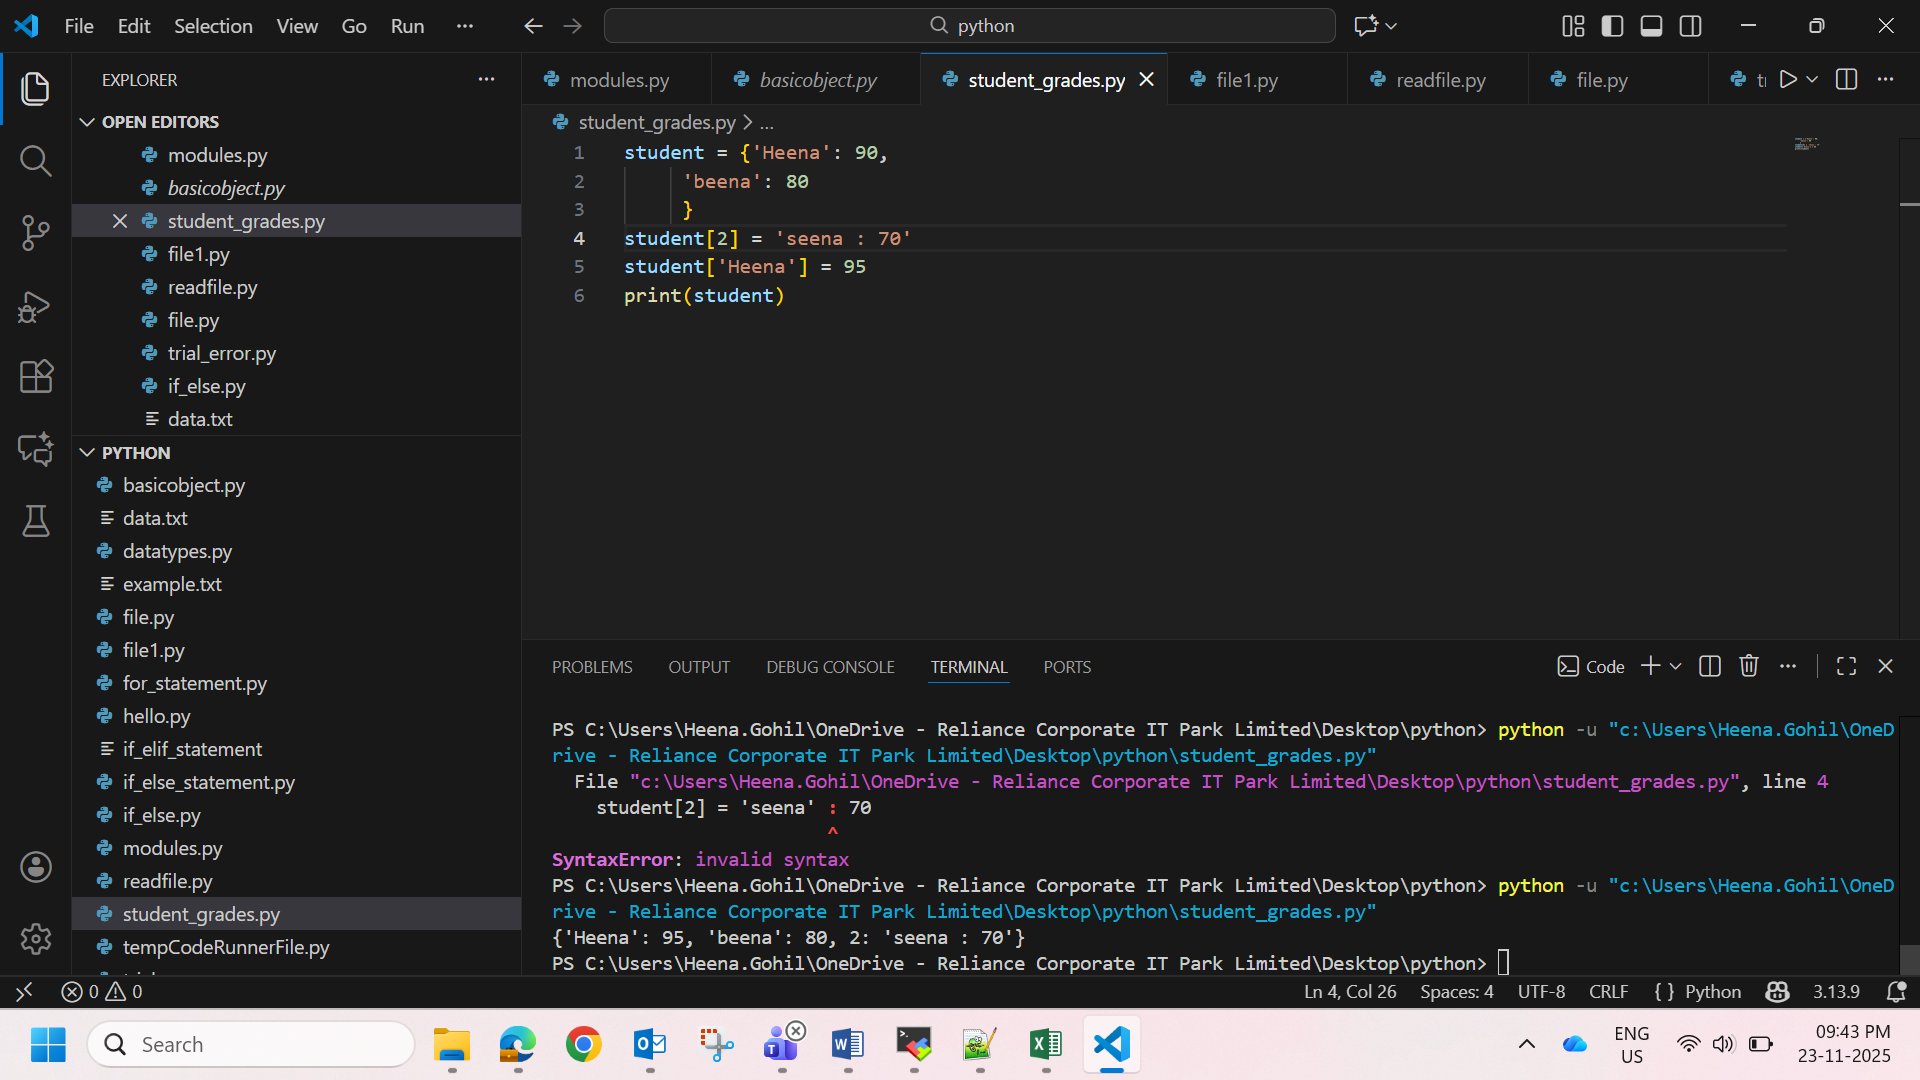 File Edit Selection View Go Run ··· python
EXPLORER
OPEN EDITORS
modules.py
basicobject.py
student_grades.py
file1.py
readfile.py
file.py
trial_error.py
if_else.py
data.txt
PYTHON
basicobject.py
data.txt
datatypes.py
example.txt
file.py
file1.py
for_statement.py
hello.py
if_elif_statement
if_else_statement.py
if_else.py
modules.py
readfile.py
student_grades.py
tempCodeRunnerFile.py
modules.py basicobject.py student_grades.py file1.py readfile.py file.py
student_grades.py > ...
1 student = {'Heena': 90,
2 'beena': 80
3 }
4 student[2] = 'seena : 70'
5 student['Heena'] = 95
6 print(student)
PROBLEMS OUTPUT DEBUG CONSOLE TERMINAL PORTS Code
PS C:\Users\Heena.Gohil\OneDrive - Reliance Corporate IT Park Limited\Desktop\python> python -u "c:\Users\Heena.Gohil\OneD
rive - Reliance Corporate IT Park Limited\Desktop\python\student_grades.py"
File "c:\Users\Heena.Gohil\OneDrive - Reliance Corporate IT Park Limited\Desktop\python\student_grades.py", line 4
student[2] = 'seena' : 70
^
SyntaxError: invalid syntax
PS C:\Users\Heena.Gohil\OneDrive - Reliance Corporate IT Park Limited\Desktop\python> python -u "c:\Users\Heena.Gohil\OneD
rive - Reliance Corporate IT Park Limited\Desktop\python\student_grades.py"
{'Heena': 95, 'beena': 80, 2: 'seena : 70'}
PS C:\Users\Heena.Gohil\OneDrive - Reliance Corporate IT Park Limited\Desktop\python>
0 0 Ln 4, Col 26 Spaces: 4 UTF-8 CRLF { } Python 3.13.9
Search
ENG
US
09:43 PM
23-11-2025